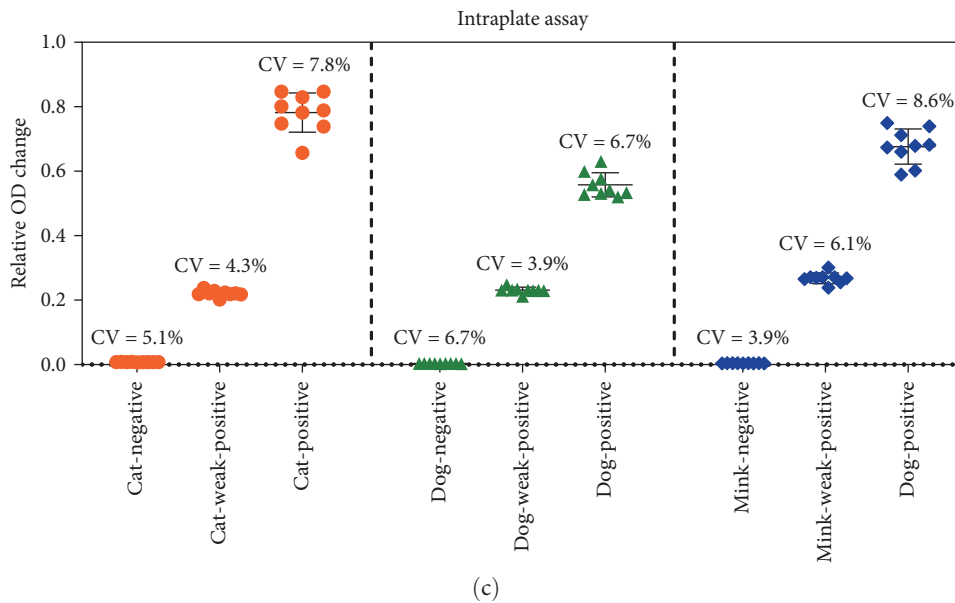 Intraplate assay
Relative OD change
1.0
0.8
0.6
0.4
0.2
0.0
CV = 5.1%
CV = 4.3%
CV = 7.8%
CV = 6.7%
CV = 3.9%
CV = 6.7%
CV = 3.9%
CV = 6.1%
CV = 8.6%
Cat-negative
Cat-weak-positive
Cat-positive
Dog-negative
Dog-weak-positive
Dog-positive
Mink-negative
Mink-weak-positive
Dog-positive
(c)